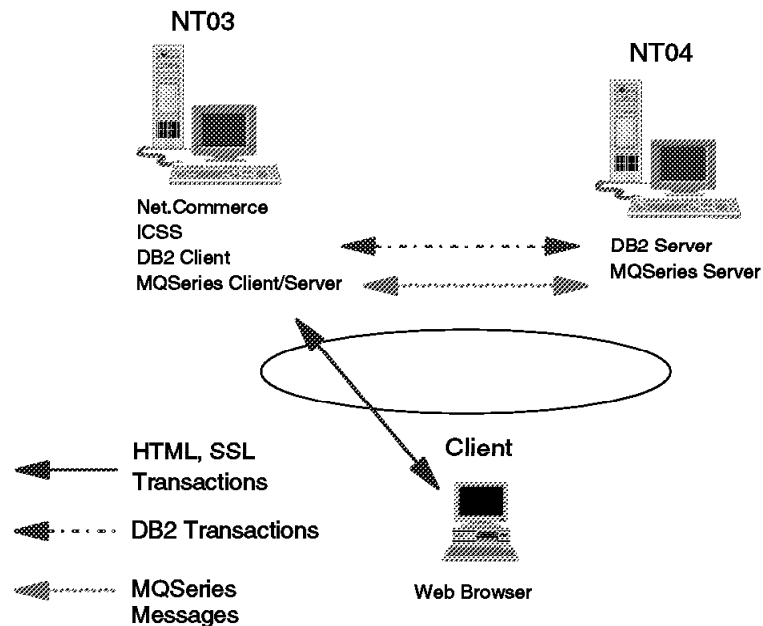 NT03
NT04
Net.Commerce
ICSS
DB2 Client
MQSeries Client/Server
DB2 Server
MQSeries Server
Client
Web Browser
HTML, SSL
Transactions
DB2 Transactions
MQSeries
Messages